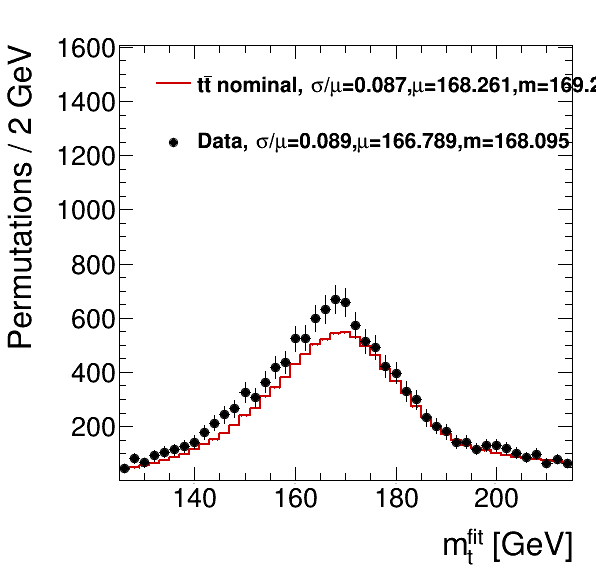 Permutations / 2 GeV
1600
1400
1200
1000
800
600
400
200
tt̄ nominal, σ/μ=0.087,μ=168.261,m=169.2
Data, σ/μ=0.089,μ=166.789,m=168.095
140 160 180 200
m_t^fit [GeV]